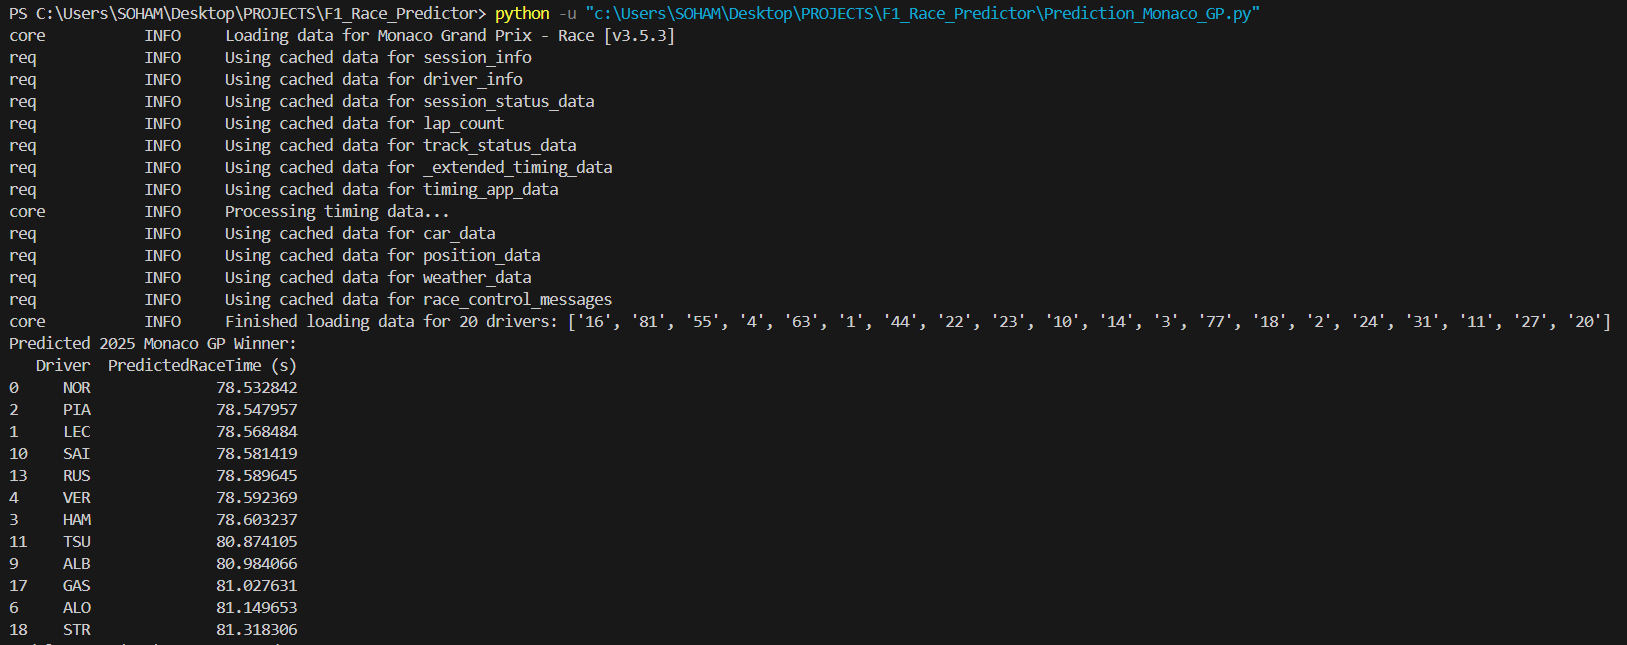 PS C:\Users\SOHAM\Desktop\PROJECTS\F1_Race_Predictor> python -u "c:\Users\SOHAM\Desktop\PROJECTS\F1_Race_Predictor\Prediction_Monaco_GP.py"
core           INFO     Loading data for Monaco Grand Prix - Race [v3.5.3]
req            INFO     Using cached data for session_info
req            INFO     Using cached data for driver_info
req            INFO     Using cached data for session_status_data
req            INFO     Using cached data for lap_count
req            INFO     Using cached data for track_status_data
req            INFO     Using cached data for _extended_timing_data
req            INFO     Using cached data for timing_app_data
core           INFO     Processing timing data...
req            INFO     Using cached data for car_data
req            INFO     Using cached data for position_data
req            INFO     Using cached data for weather_data
req            INFO     Using cached data for race_control_messages
core           INFO     Finished loading data for 20 drivers: ['16', '81', '55', '4', '63', '1', '44', '22', '23', '10', '14', '3', '77', '18', '2', '24', '31', '11', '27', '20']
Predicted 2025 Monaco GP Winner:
   Driver  PredictedRaceTime (s)
0     NOR              78.532842
2     PIA              78.547957
1     LEC              78.568484
10    SAI              78.581419
13    RUS              78.589645
4     VER              78.592369
3     HAM              78.603237
11    TSU              80.874105
9     ALB              80.984066
17    GAS              81.027631
6     ALO              81.149653
18    STR              81.318306